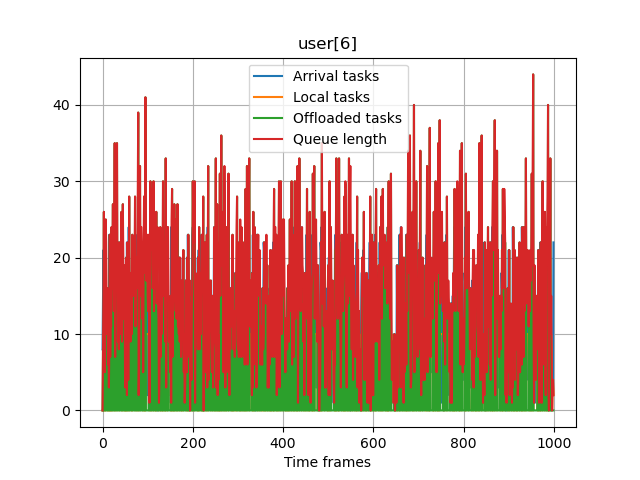 user[6]
Arrival tasks
Local tasks
Offloaded tasks
Queue length
40
30
20
10
0
0 200 400 600 800 1000
Time frames